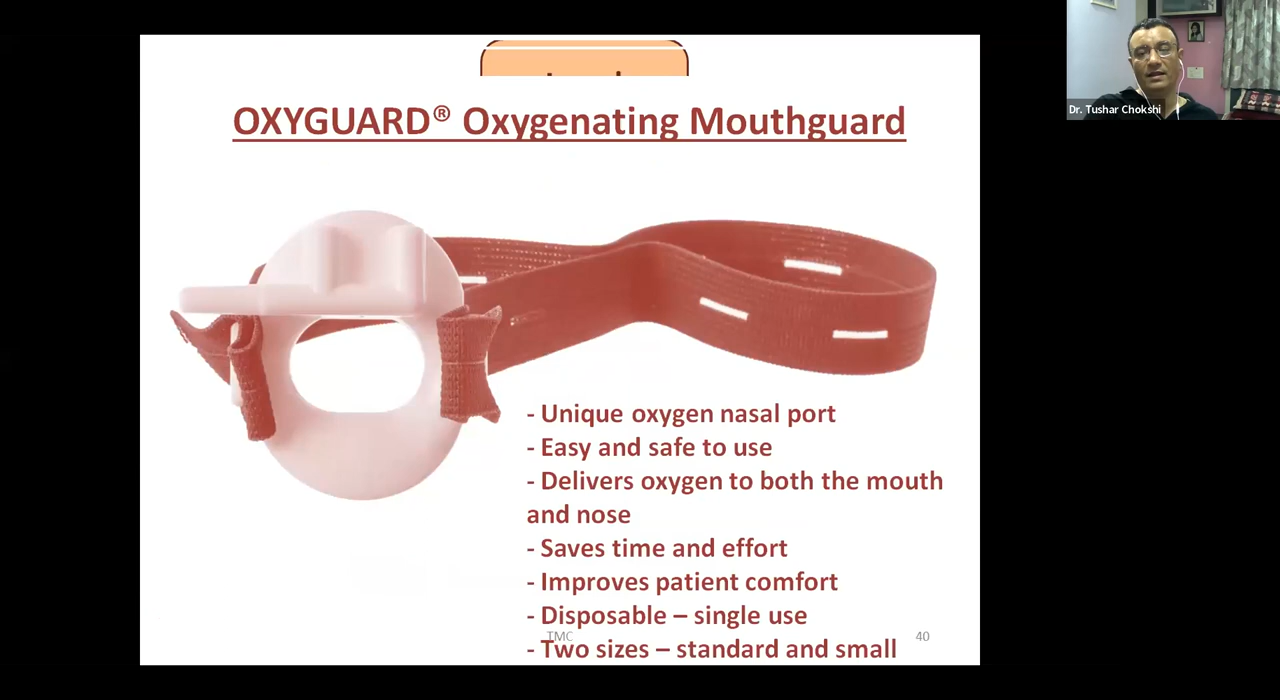 OXYGUARD® Oxygenating Mouthguard
Dr. Tushar Chokshi
- Unique oxygen nasal port
- Easy and safe to use
- Delivers oxygen to both the mouth
and nose
- Saves time and effort
- Improves patient comfort
- Disposable – single use
TMC
40
- Two sizes – standard and small